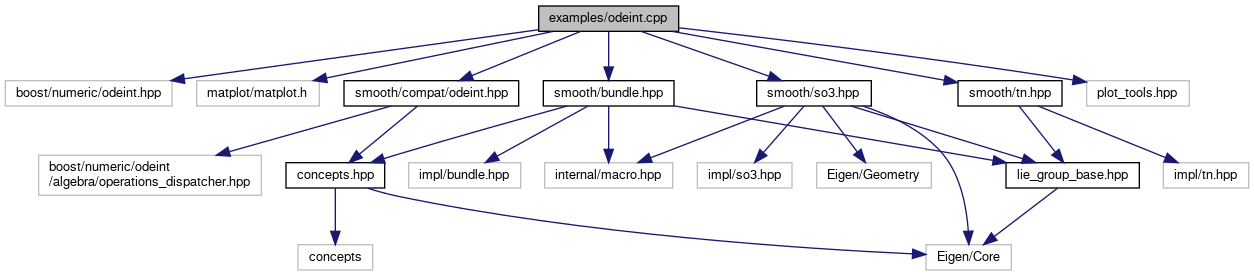 examples/odeint.cpp
boost/numeric/odeint.hpp
matplot/matplot.h
smooth/compat/odeint.hpp
smooth/bundle.hpp
smooth/so3.hpp
smooth/tn.hpp
plot_tools.hpp
boost/numeric/odeint
/algebra/operations_dispatcher.hpp
concepts.hpp
impl/bundle.hpp
internal/macro.hpp
impl/so3.hpp
Eigen/Geometry
lie_group_base.hpp
impl/tn.hpp
concepts
Eigen/Core